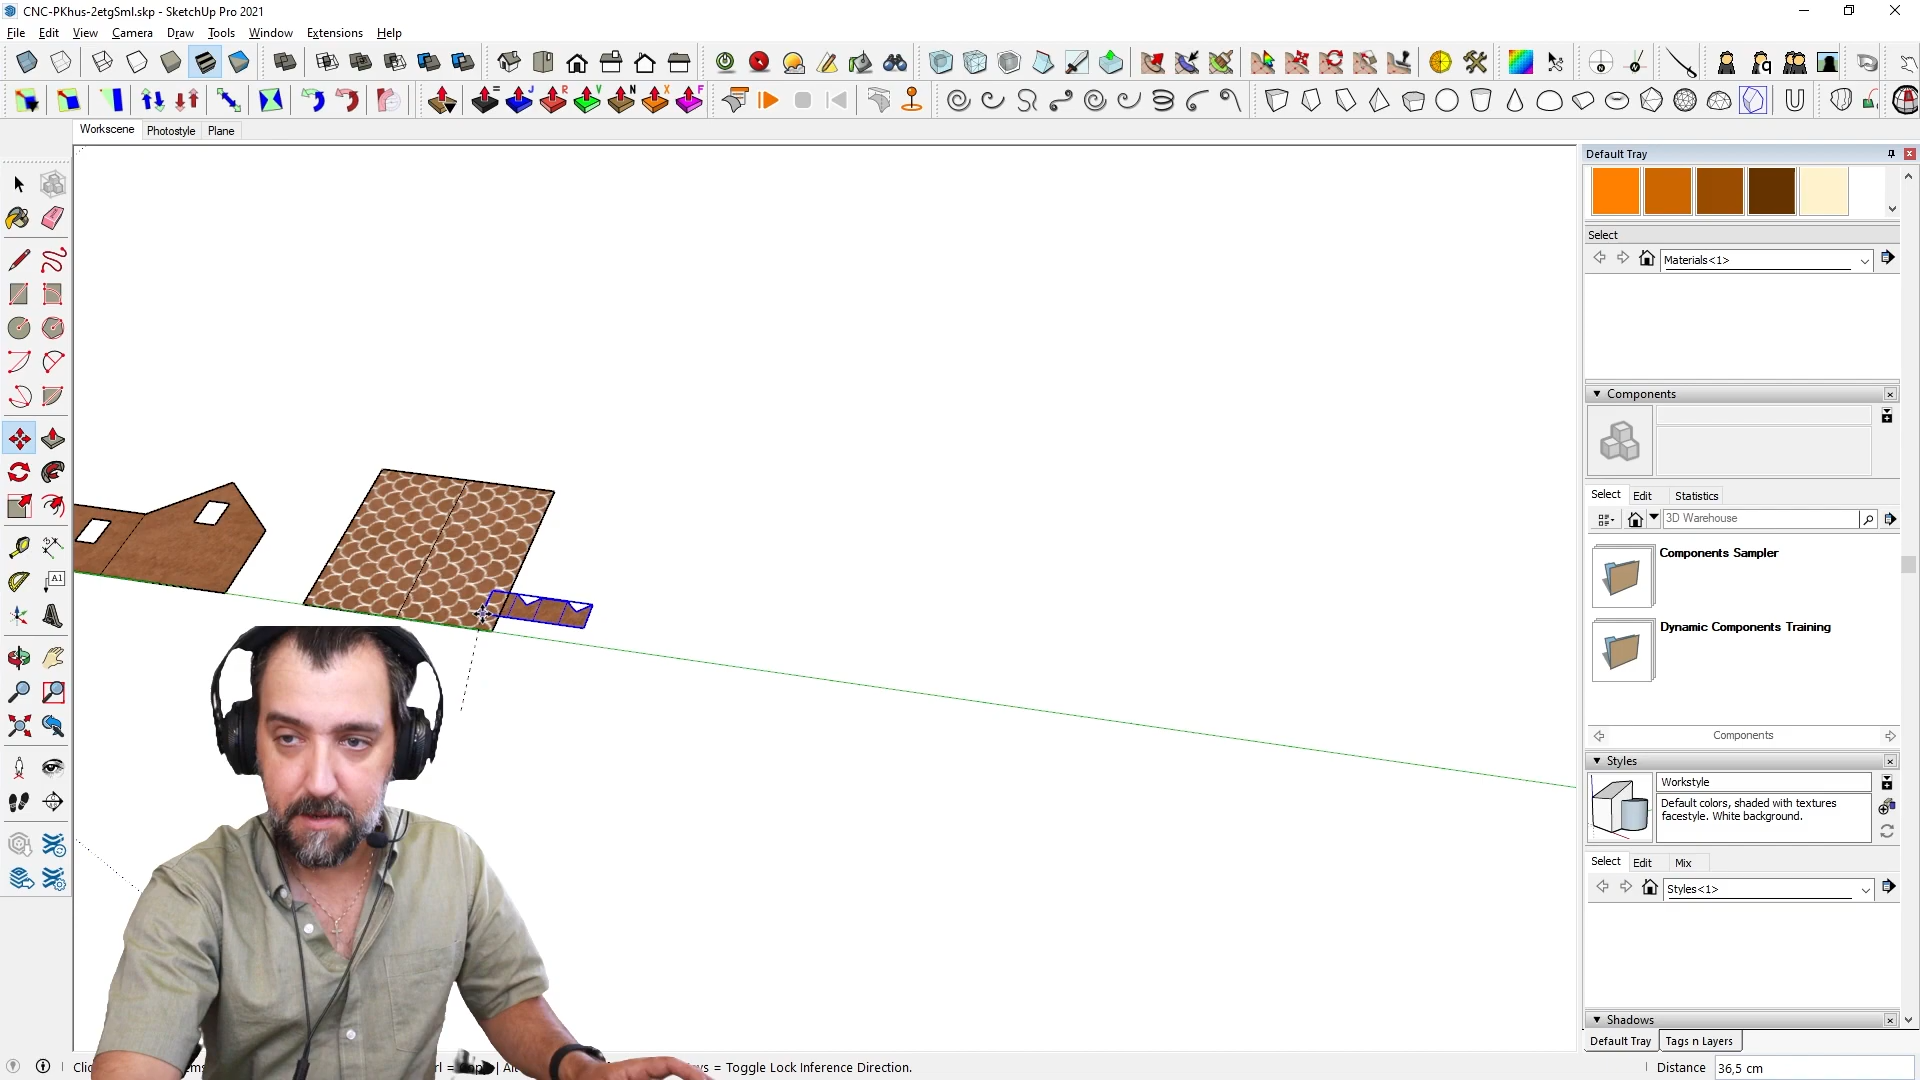 CNC-PKhus-2etgSml.skp - SketchUp Pro 2021
File Edit View Camera Draw Tools Window Extensions Help
= J R V N X F
Workscene Photostyle Plane
Default Tray
Select
Materials<1>
Components
Select Edit Statistics
3D Warehouse
Components Sampler
Dynamic Components Training
Components
Styles
Workstyle
Default colors, shaded with textures
facestyle. White background.
Select Edit Mix
Styles<1>
Shadows
Default Tray Tags n Layers
A1
= Toggle Lock Inference Direction.
Distance 36,5 cm